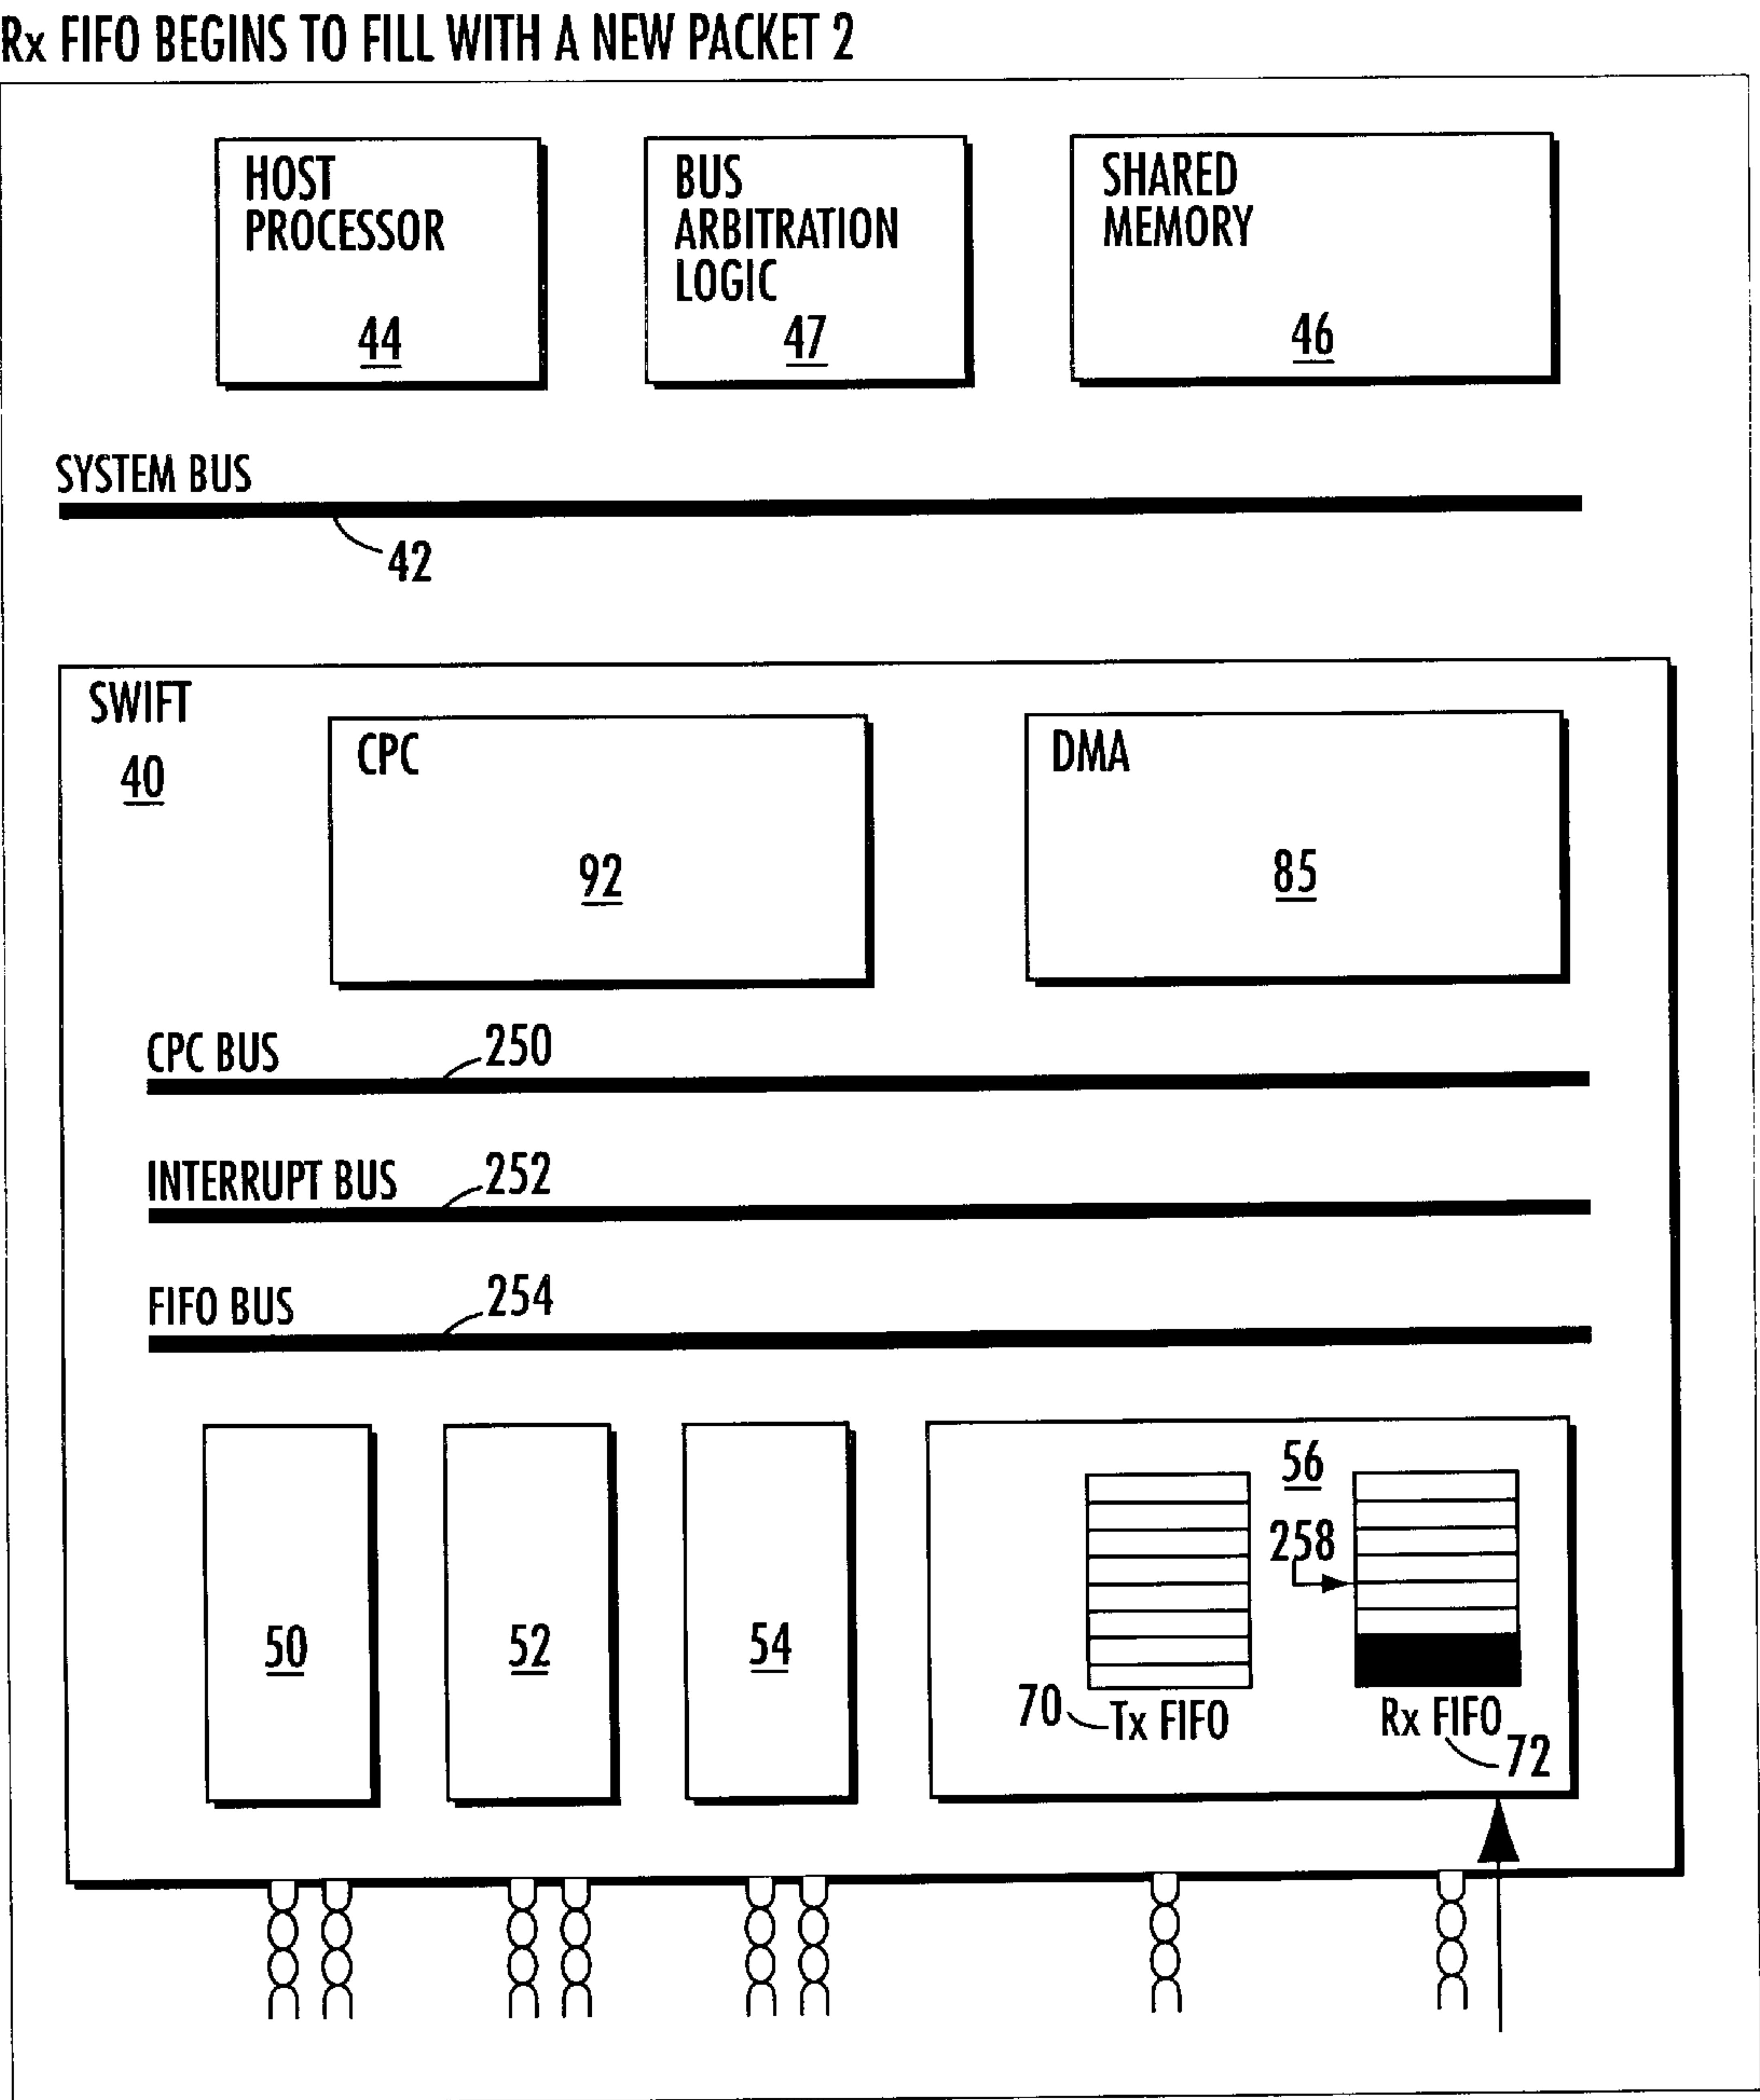 Rx FIFO BEGINS TO FILL WITH A NEW PACKET 2
HOST
PROCESSOR
44
BUS
ARBITRATION
LOGIC
47
SHARED
MEMORY
46
SYSTEM BUS
42
SWIFT
40
CPC
92
DMA
85
CPC BUS
250
INTERRUPT BUS
252
FIFO BUS
254
50
52
54
56
258
70
Tx FIFO
Rx FIFO
72